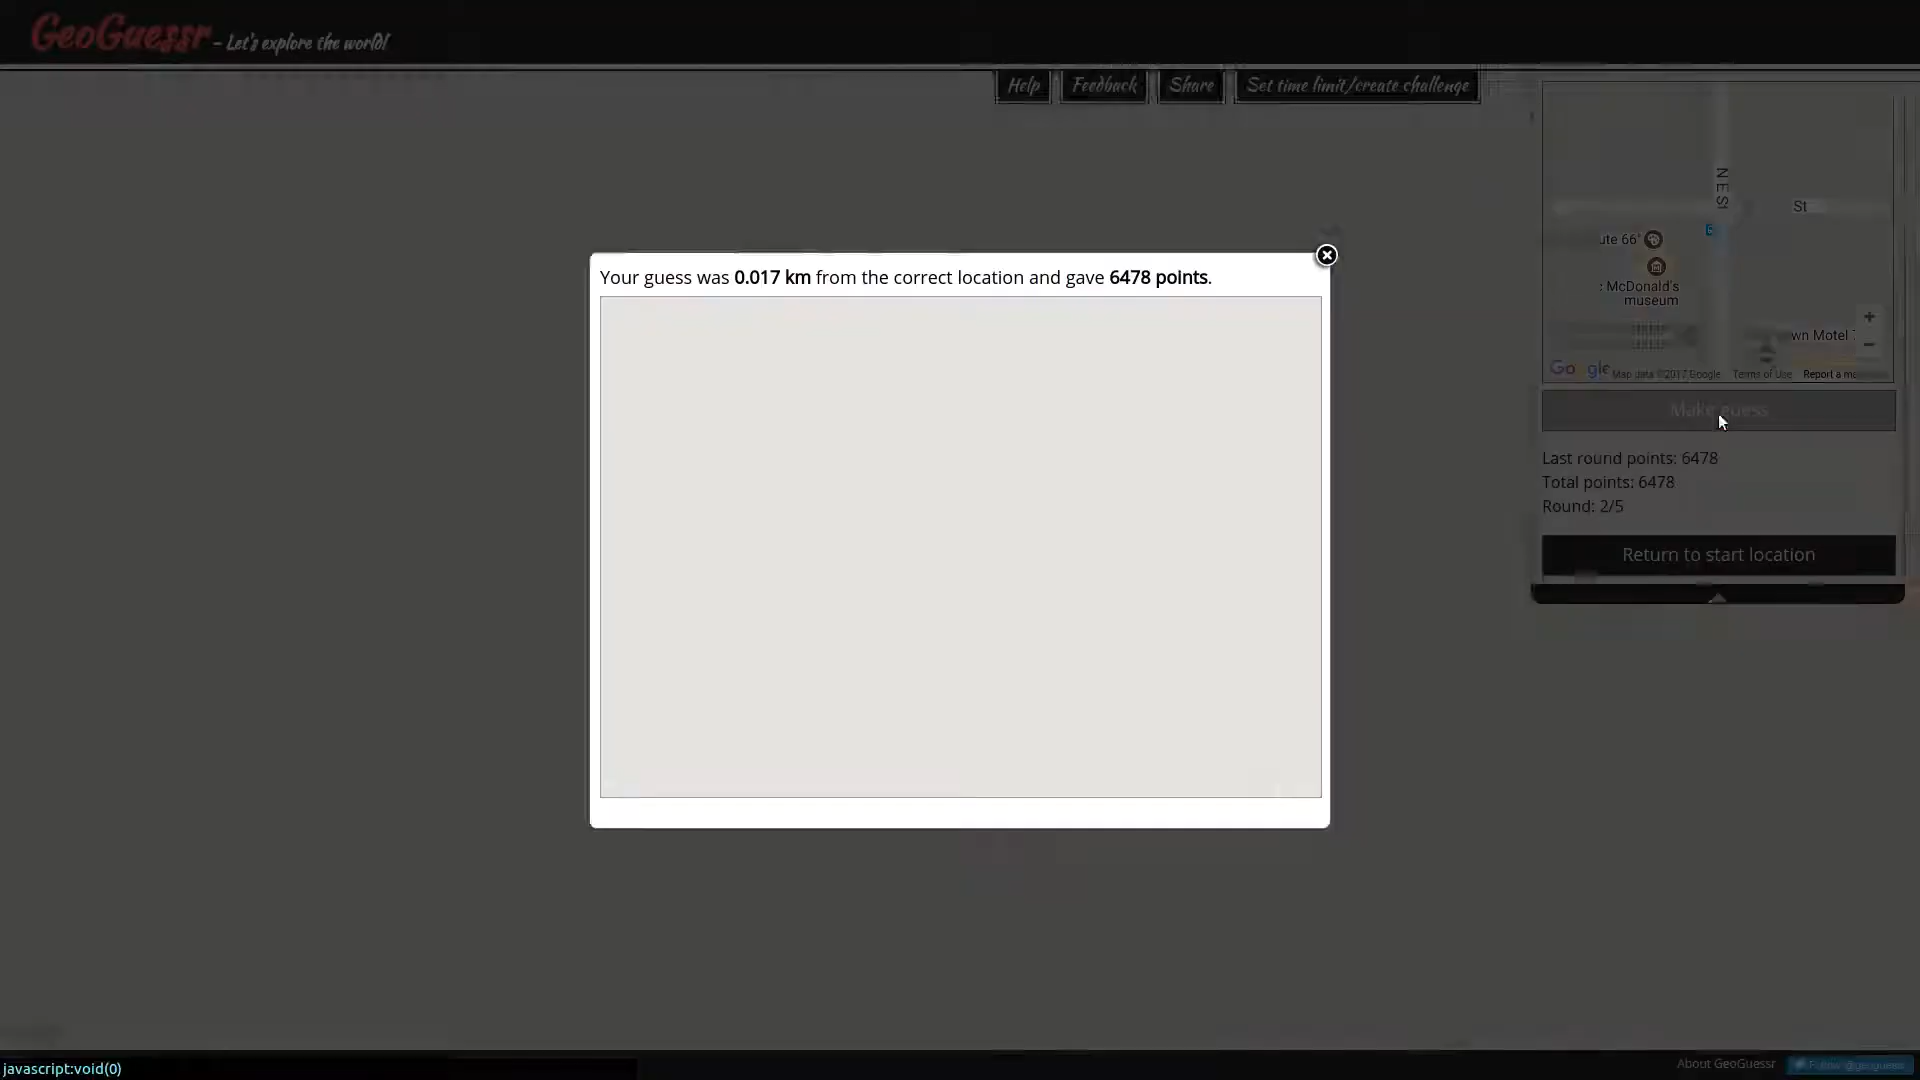 GeoGuessr - Let's explore the world!
Help
Feedback
Share
Set time limit/create challenge
N E St
St
ute 66"
: McDonald's
museum
wn Motel
Google
Map data ©2017 Google
Terms of Use
Report a ma
Your guess was 0.017 km from the correct location and gave 6478 points.
Make guess
Last round points: 6478
Total points: 6478
Round: 2/5
Return to start location
javascript:void(0)
About GeoGuessr
Follow @geoguessr